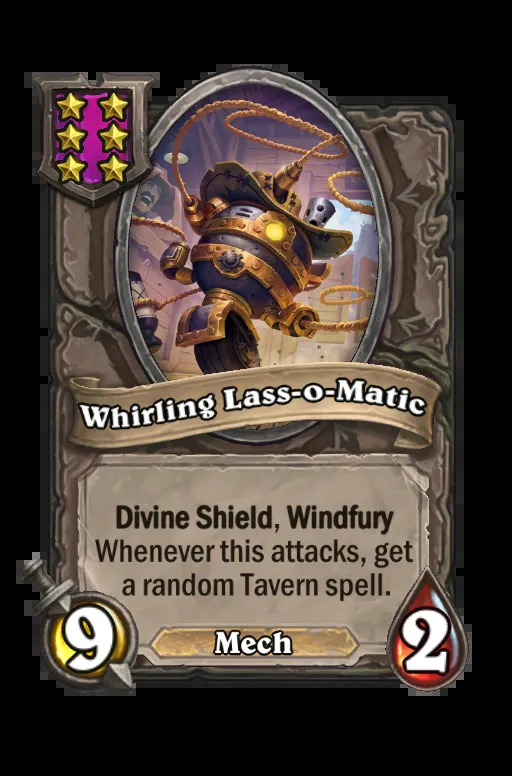 Whirling Lass-o-Matic
Divine Shield, Windfury
Whenever this attacks, get
a random Tavern spell.
9
Mech
2